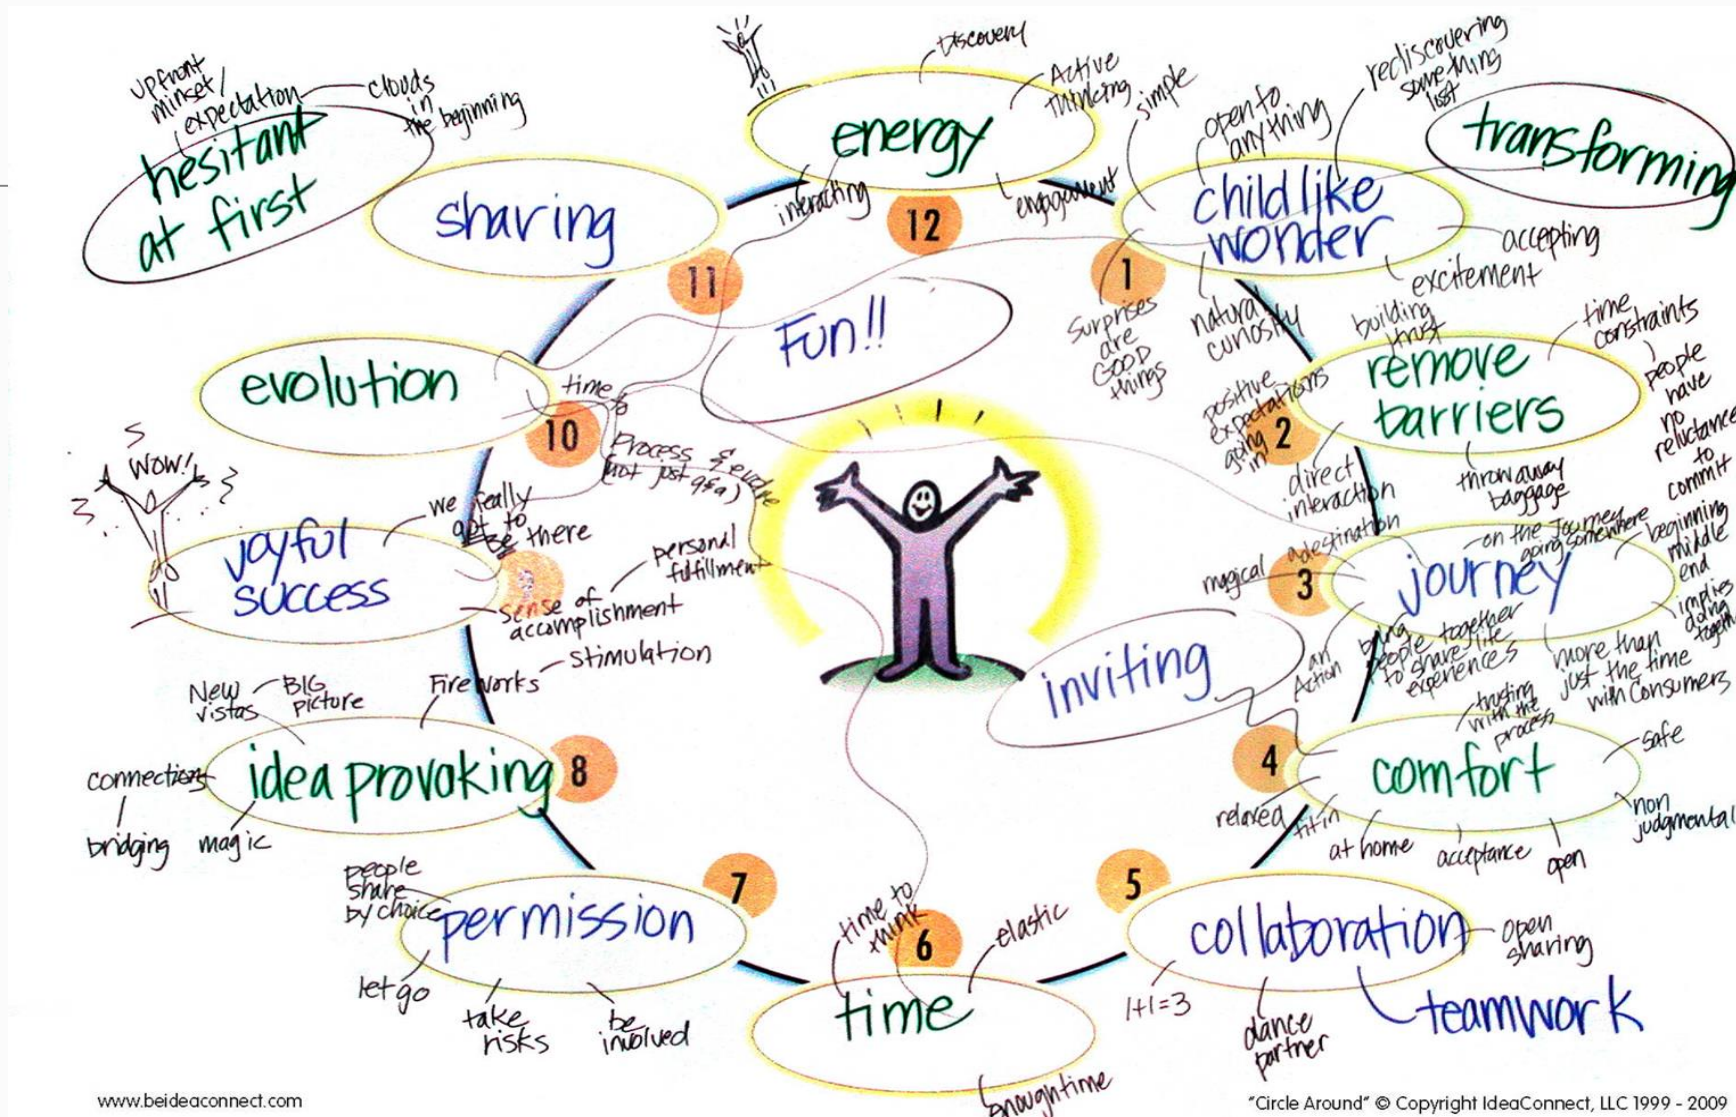 upfront
minset/
expectation
clouds
in
the beginning
hesitant
at first
sharing
11
Discovery
Active
thinking
energy
interacting
engagement
12
simple
open to
anything
rediscovering
something
lost
transforming
childlike
wonder
accepting
excitement
1
surprises
are
GOOD
things
natural
curiosity
Fun!!
building
trust
time
constraints
people
have
no
reluctance
to
commit
remove
barriers
positive
expectations
going
in
2
direct
interaction
throw away
baggage
on the journey
going somewhere
beginning
middle
end
implies
doing
together
journey
magical
destination
3
bring
people together
to share life
experiences
more than
just the time
with consumers
inviting
an
Action
trusting
with the
process
safe
non
judgmental
comfort
4
relaxed
fit in
at home
acceptance
open
5
collaboration
open
sharing
1+1=3
dance
partner
teamwork
time to
think
6
elastic
time
enough time
7
people
share
by choice
permission
let go
take
risks
be
involved
New
vistas
BIG
picture
Fireworks
stimulation
idea provoking
8
connections
bridging
magic
WOW!
joyful
success
we really
got to
be there
personal
fulfillment
sense of
accomplishment
evolution
10
time
to
process & evolve
(not just q&a)
www.beideaconnect.com
"Circle Around" © Copyright IdeaConnect, LLC 1999 - 2009